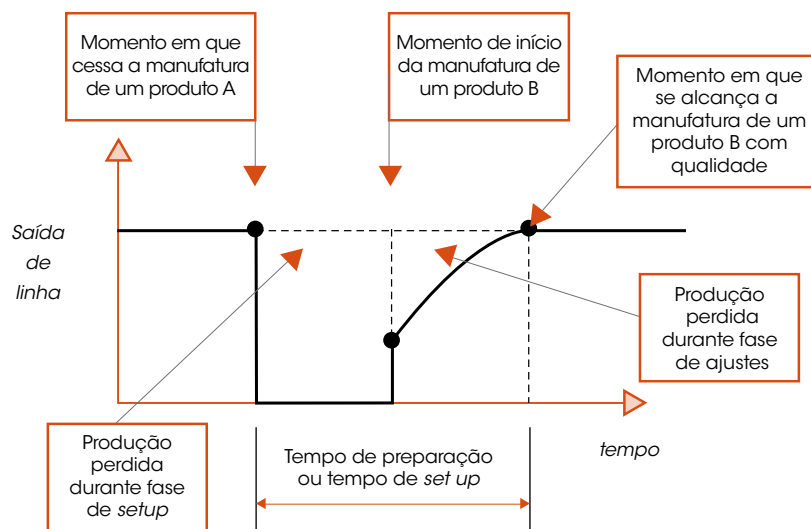 Momento em que
cessa a manufatura
de um produto A
Momento de início
da manufatura de
um produto B
Momento em que
se alcança a
manufatura de um
produto B com
qualidade
Saída
de
linha
Produção
perdida
durante fase
de ajustes
Produção
perdida
durante fase
de setup
Tempo de preparação
ou tempo de set up
tempo